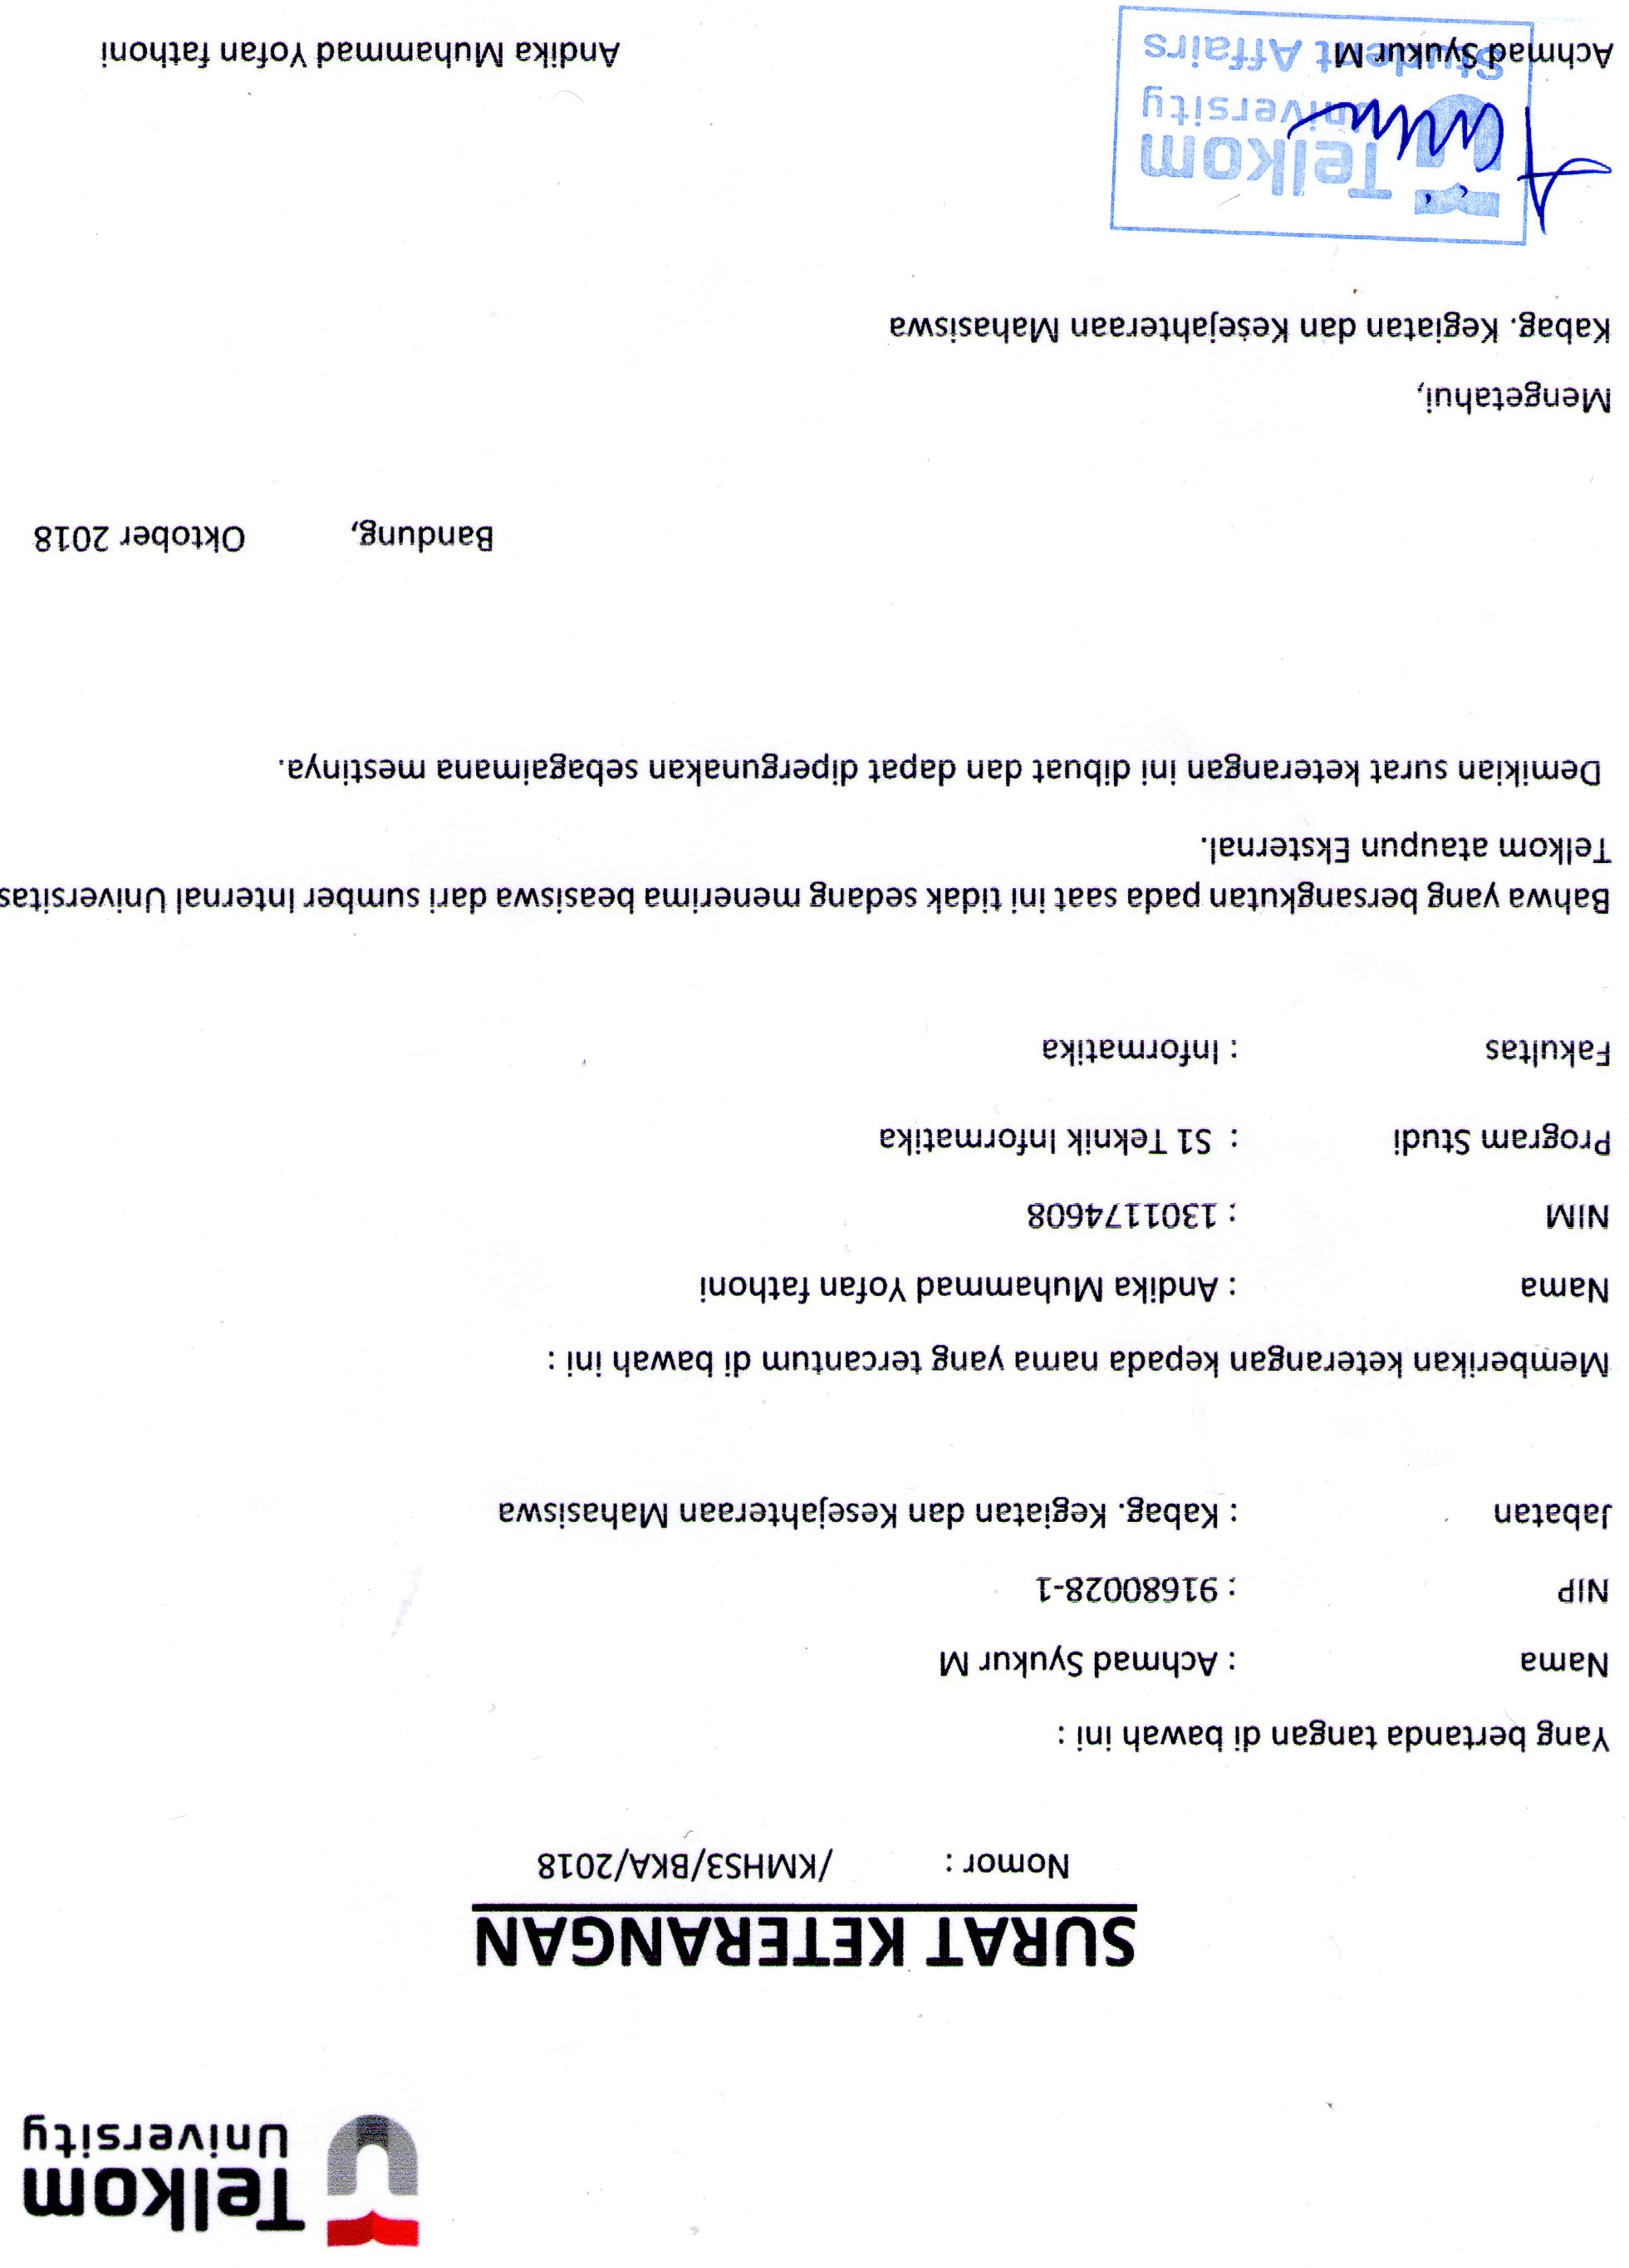 Telkom
University
SURAT KETERANGAN
Nomor : /KMHS3/BKA/2018
Yang bertanda tangan di bawah ini :
Nama : Achmad Syukur M
NIP : 91680028-1
Jabatan : Kabag. Kegiatan dan Kesejahteraan Mahasiswa
Memberikan keterangan kepada nama yang tercantum di bawah ini :
Nama : Andika Muhammad Yofan fathoni
NIM : 1301174608
Program Studi : S1 Teknik Informatika
Fakultas : Informatika
Bahwa yang bersangkutan pada saat ini tidak sedang menerima beasiswa dari sumber Internal Universitas
Telkom ataupun Eksternal.
Demikian surat keterangan ini dibuat dan dapat dipergunakan sebagaimana mestinya.
Bandung, Oktober 2018
Mengetahui,
Kabag. Kegiatan dan Kesejahteraan Mahasiswa
Telkom
University
Student Affairs
Achmad Syukur M Andika Muhammad Yofan fathoni